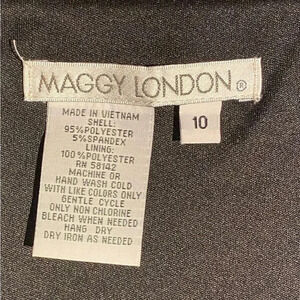 MAGGY LONDON®
10
MADE IN VIETNAM
SHELL:
95%POLYESTER
5%SPANDEX
LINING:
100%POLYESTER
RN 58142
MACHINE OR
HAND WASH COLD
WITH LIKE COLORS ONLY
GENTLE CYCLE
ONLY NON CHLORINE
BLEACH WHEN NEEDED
HANG DRY
DRY IRON AS NEEDED